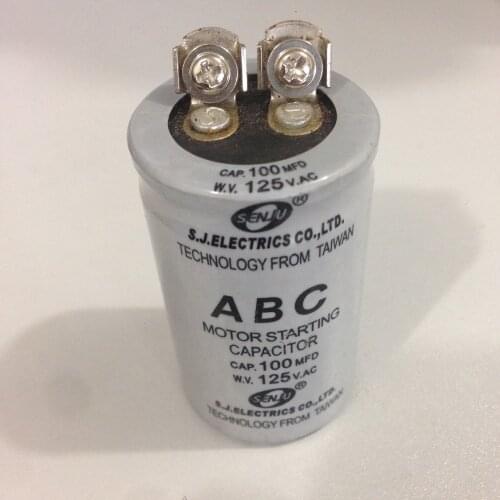 CAP. 100 MFD
W.V. 125 V.AC
SENJU ®
S.J.ELECTRICS CO.,LTD.
TECHNOLOGY FROM TAIWAN
ABC
MOTOR STARTING
CAPACITOR
CAP. 100 MFD
W.V. 125 V.AC
SENJU ®
S.J.ELECTRICS CO.,LTD.
TECHNOLOGY FROM TAIWAN